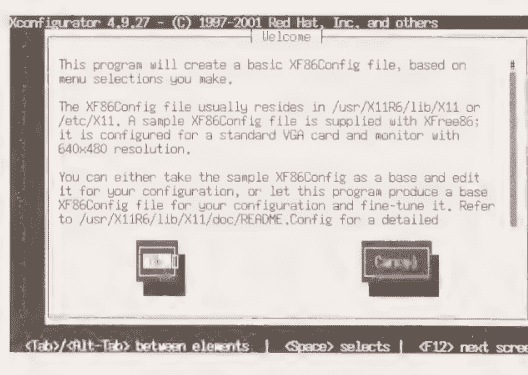 Xconfigurator 4.9.27 - (C) 1997-2001 Red Hat, Inc. and others
Welcome
This program will create a basic XF86Config file, based on
menu selections you make.
The XF86Config file usually resides in /usr/X11R6/lib/X11 or
/etc/X11. A sample XF86Config file is supplied with XFree86;
it is configured for a standard VGA card and monitor with
640x480 resolution.
You can either take the sample XF86Config as a base and edit
it for your configuration, or let this program produce a base
XF86Config file for your configuration and fine-tune it. Refer
to /usr/X11R6/lib/X11/doc/README.Config for a detailed
Ok Cancel
<Tab>/<Alt-Tab> between elements | <Space> selects | <F12> next scree